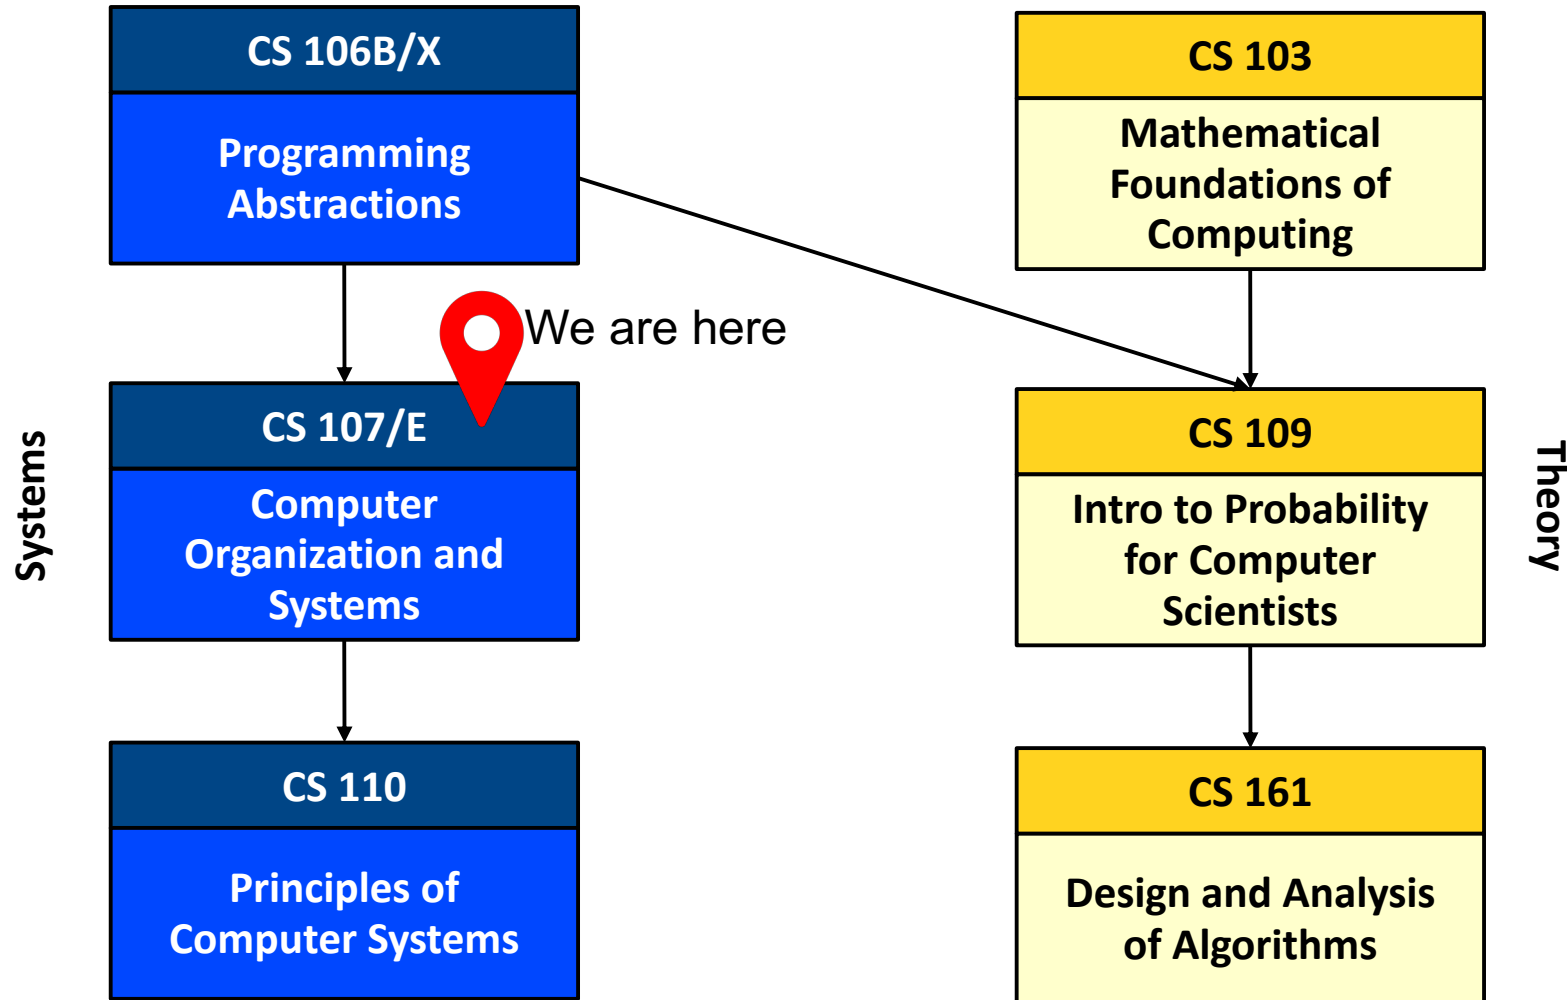 CS 106B/X
Programming
Abstractions
CS 103
Mathematical
Foundations of
Computing
We are here
Systems
CS 107/E
Computer
Organization and
Systems
CS 109
Intro to Probability
for Computer
Scientists
Theory
CS 110
Principles of
Computer Systems
CS 161
Design and Analysis
of Algorithms